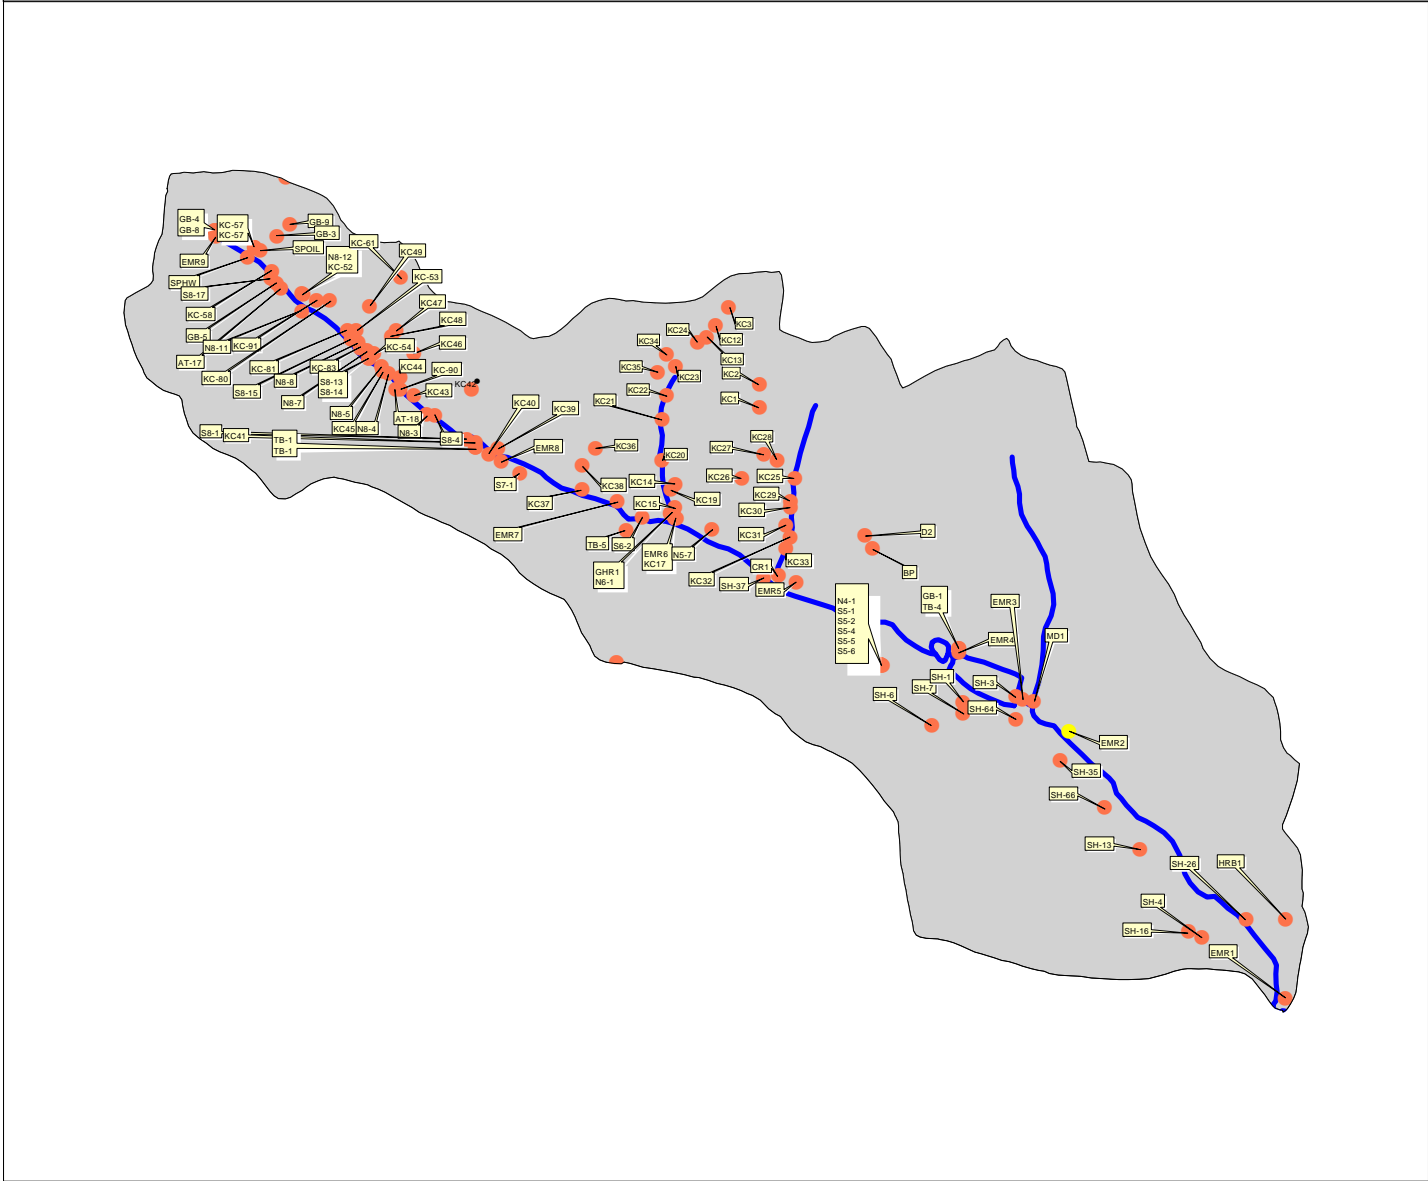 GB-4
GB-8
KC-57
KC-57
GB-9
GB-3
SPOIL
KC-61
N8-12
KC-52
KC49
EMR9
SPHW
S8-17
KC-53
KC47
KC-58
KC48
GB-5
N8-11
KC-91
KC-54
KC46
AT-17
KC-80
KC-81
KC-83
KC44
KC-90
S8-15
N8-8
S8-13
S8-14
KC42
KC43
N8-7
N8-5
AT-18
KC45
N8-4
N8-3
S8-1
KC41
TB-1
TB-1
S8-4
KC40
KC39
EMR8
S7-1
KC3
KC24
KC12
KC34
KC13
KC35
KC23
KC2
KC22
KC21
KC1
KC36
KC20
KC28
KC27
KC26
KC25
KC38
KC14
KC37
KC19
KC29
KC15
KC30
EMR7
KC31
TB-5
S6-2
EMR6
KC17
N5-7
GHR1
N6-1
KC32
KC33
CR1
SH-37
EMR5
D2
BP
N4-1
S5-1
S5-2
S5-4
S5-5
S5-6
GB-1
TB-4
EMR3
EMR4
MD1
SH-1
SH-7
SH-3
SH-6
SH-64
EMR2
SH-35
SH-66
SH-13
SH-26
HRB1
SH-4
SH-16
EMR1